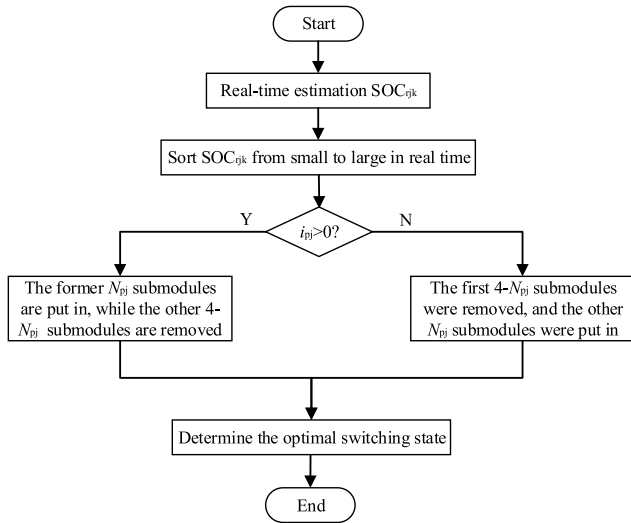 Start
Real-time estimation SOCrjk
Sort SOCrjk from small to large in real time
ipj>0?
Y
N
The former Npj submodules
are put in, while the other 4-
Npj submodules are removed
The first 4-Npj submodules
were removed, and the other
Npj submodules were put in
Determine the optimal switching state
End